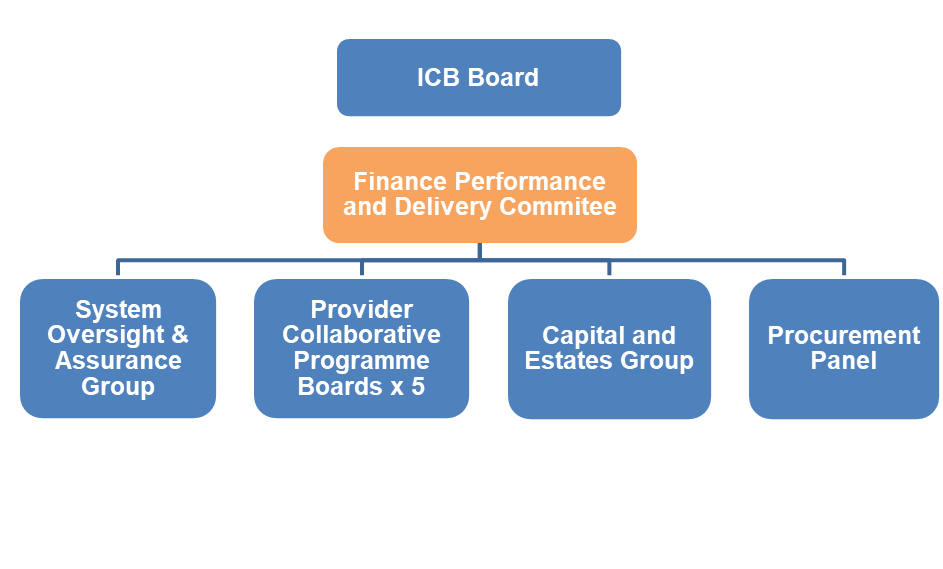 ICB Board
Finance Performance
and Delivery Commitee
System
Oversight &
Assurance
Group
Provider
Collaborative
Programme
Boards x 5
Capital and
Estates Group
Procurement
Panel